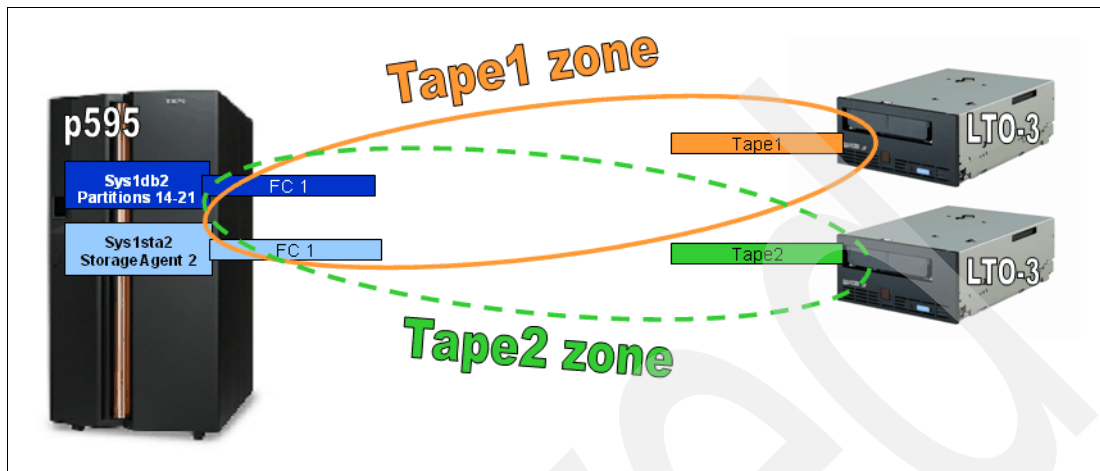 Tape1 zone
p595
LTO-3
Tape1
Sys1db2
Partitions 14-21
FC 1
Sys1sta2
StorageAgent 2
FC 1
Tape2
LTO-3
Tape2 zone